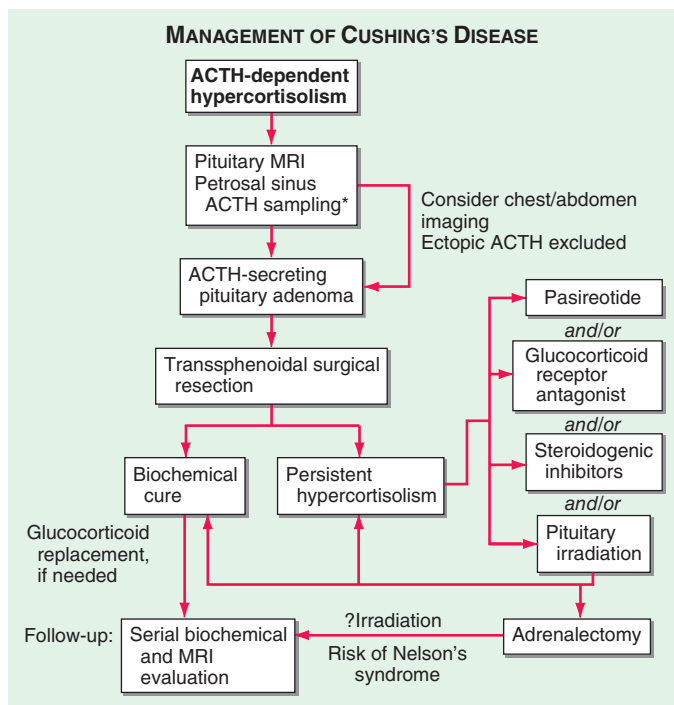 MANAGEMENT OF CUSHING'S DISEASE
ACTH-dependent
hypercortisolism
Pituitary MRI
Petrosal sinus
ACTH sampling*
Consider chest/abdomen
imaging
Ectopic ACTH excluded
ACTH-secreting
pituitary adenoma
Transsphenoidal surgical
resection
Biochemical
cure
Persistent
hypercortisolism
Pasireotide
and/or
Glucocorticoid
receptor
antagonist
and/or
Steroidogenic
inhibitors
and/or
Pituitary
irradiation
Glucocorticoid
replacement,
if needed
Follow-up:
Serial biochemical
and MRI
evaluation
?Irradiation
Risk of Nelson's
syndrome
Adrenalectomy